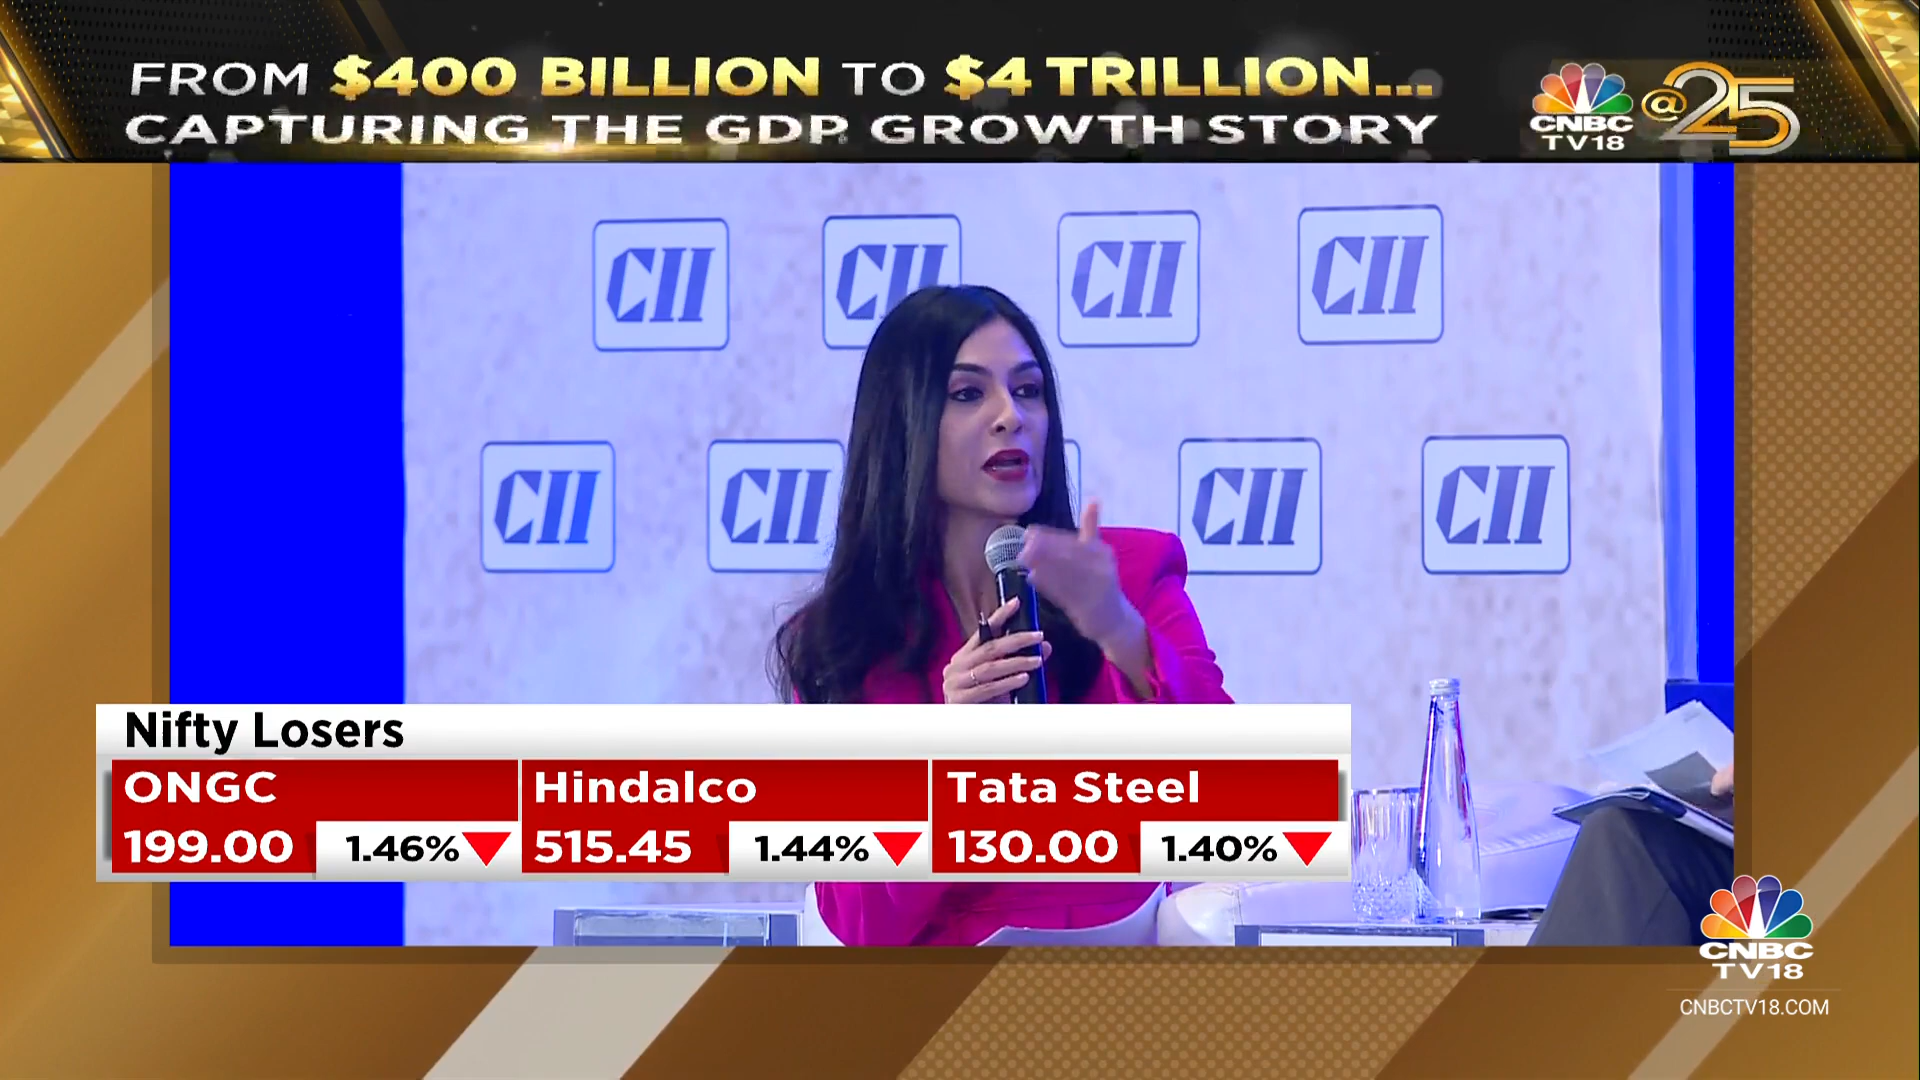 FROM $400 BILLION TO $4 TRILLION...
CAPTURING THE GDP GROWTH STORY
CNBC
TV18
@25
CII CII CII CII
CII CII CII CII
Nifty Losers
ONGC Hindalco Tata Steel
199.00 1.46% 515.45 1.44% 130.00 1.40%
CNBC
TV18
CNBCTV18.COM